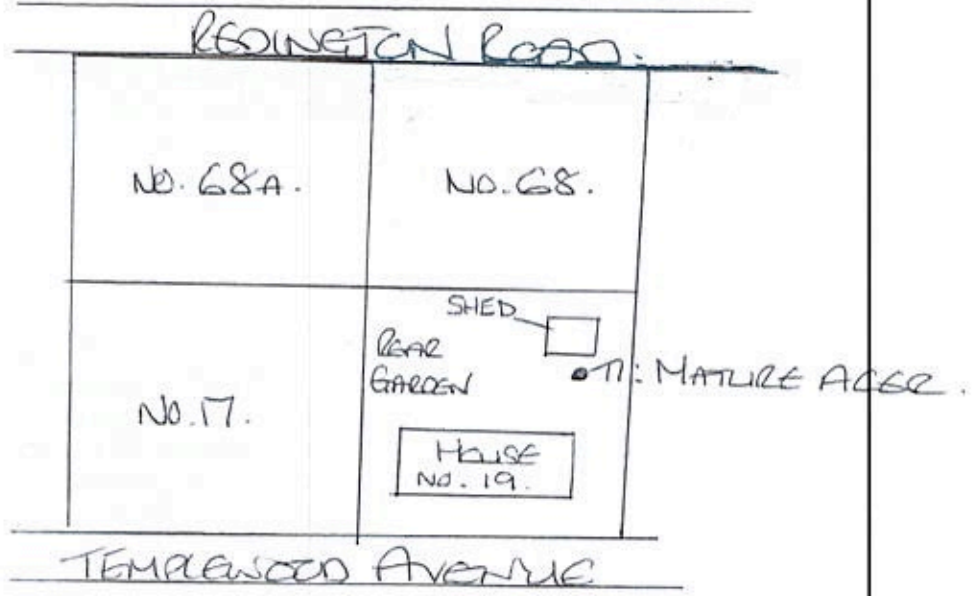 REDINGTON ROAD.
NO. 68A.
NO. 68.
SHED
REAR
GARDEN
T1: MATURE ACER.
NO. 17.
HOUSE
NO. 19.
TEMPLEWOOD AVENUE